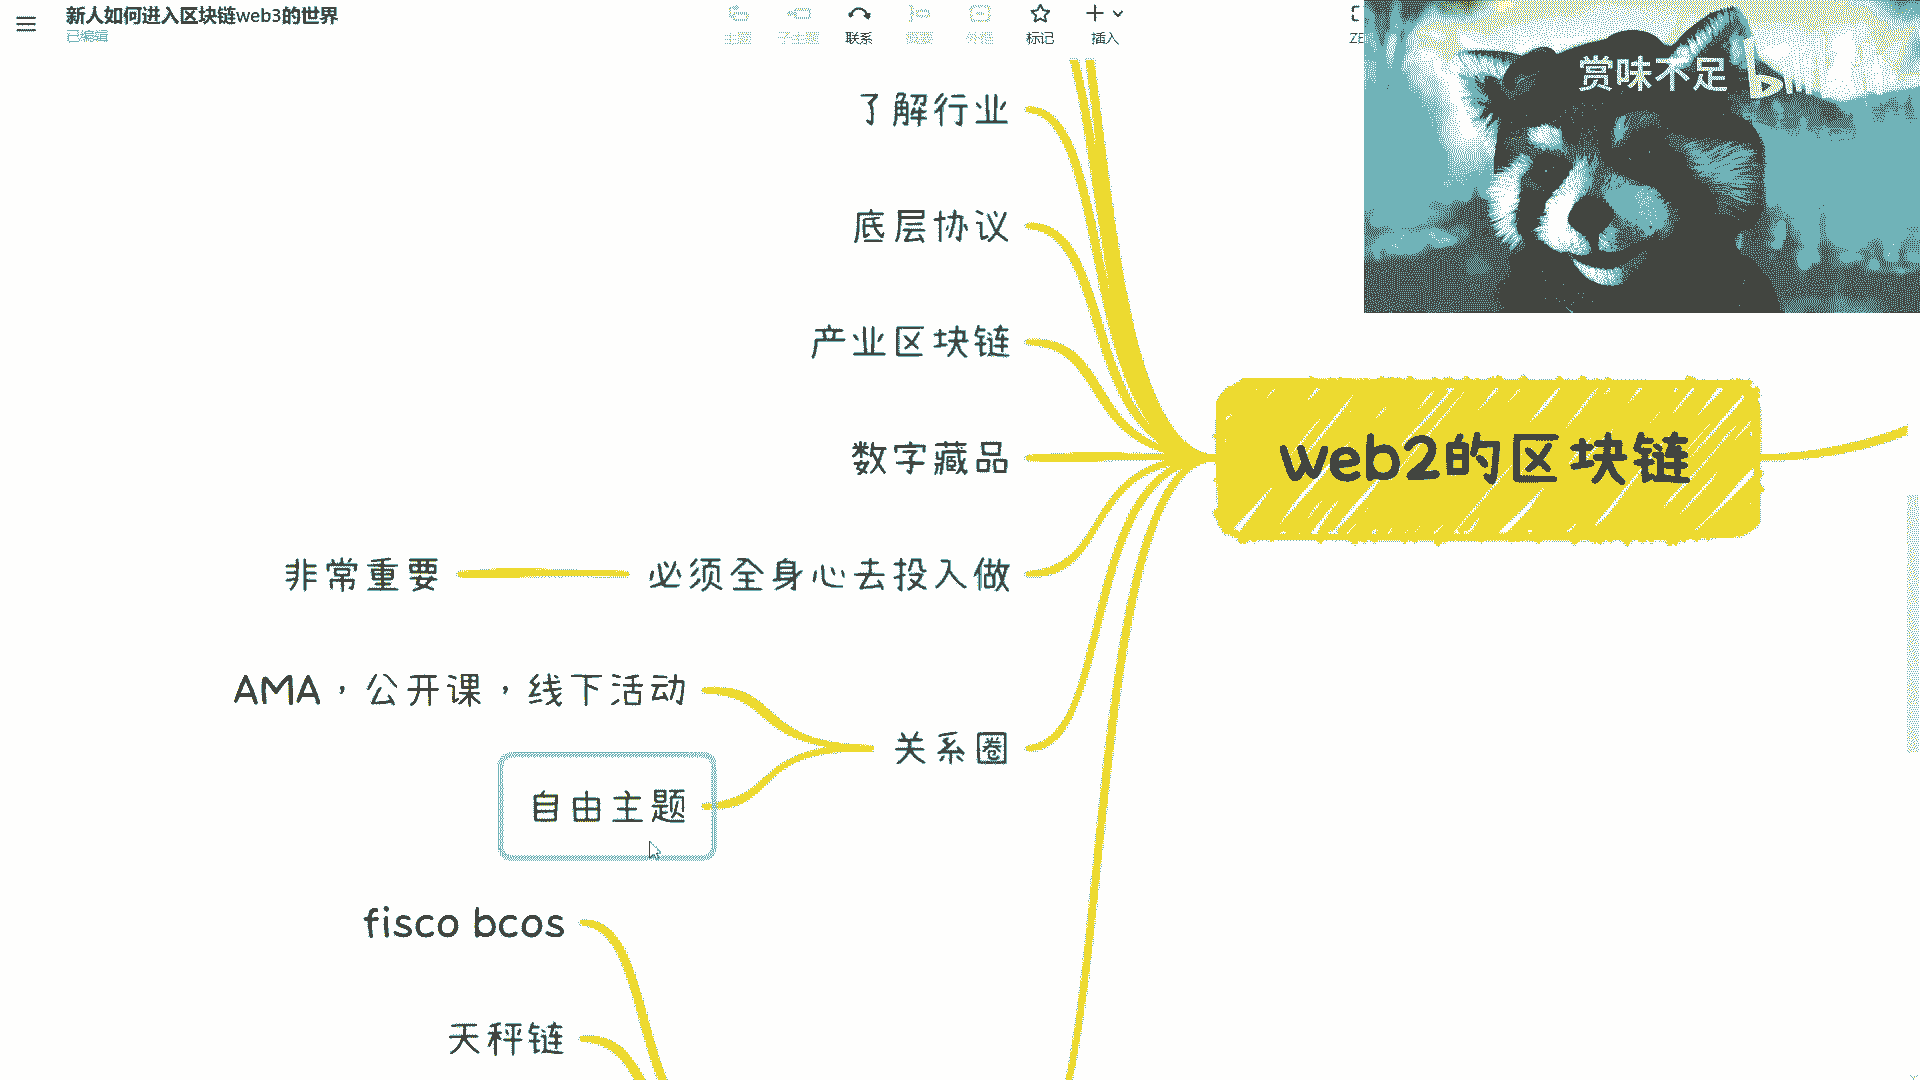 新人如何进入区块链web3的世界
已编辑
主题
子主题
联系
概要
外框
标记
插入
ZE
赏味不足
了解行业
底层协议
产业区块链
数字藏品
必须全身心去投入做
非常重要
AMA，公开课，线下活动
关系圈
自由主题
fisco bcos
天秤链
web2的区块链